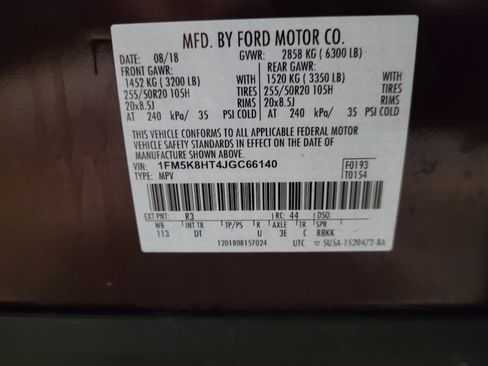 MFD. BY FORD MOTOR CO.
DATE: 08/18 GVWR: 2858 KG ( 6300 LB)
FRONT GAWR: REAR GAWR:
1452 KG ( 3200 LB) WITH 1520 KG ( 3350 LB) WITH
255/50R20 105H TIRES 255/50R20 105H TIRES
20x8.5J RIMS 20x8.5J RIMS
AT 240 kPa/ 35 PSI COLD AT 240 kPa/ 35 PSI COLD
THIS VEHICLE CONFORMS TO ALL APPLICABLE FEDERAL MOTOR
VEHICLE SAFETY STANDARDS IN EFFECT ON THE DATE OF
MANUFACTURE SHOWN ABOVE.
VIN: 1FM5K8HT4JGC66140 F0193
TYPE: MPV T0154
EXT PNT: R3 RC: 44 DSO:
WB INT TR TP/PS R AXLE TR SPR
113 DT U 3E C BBKK
1201808157024 UTC ▽ 5USA-1520472-BA